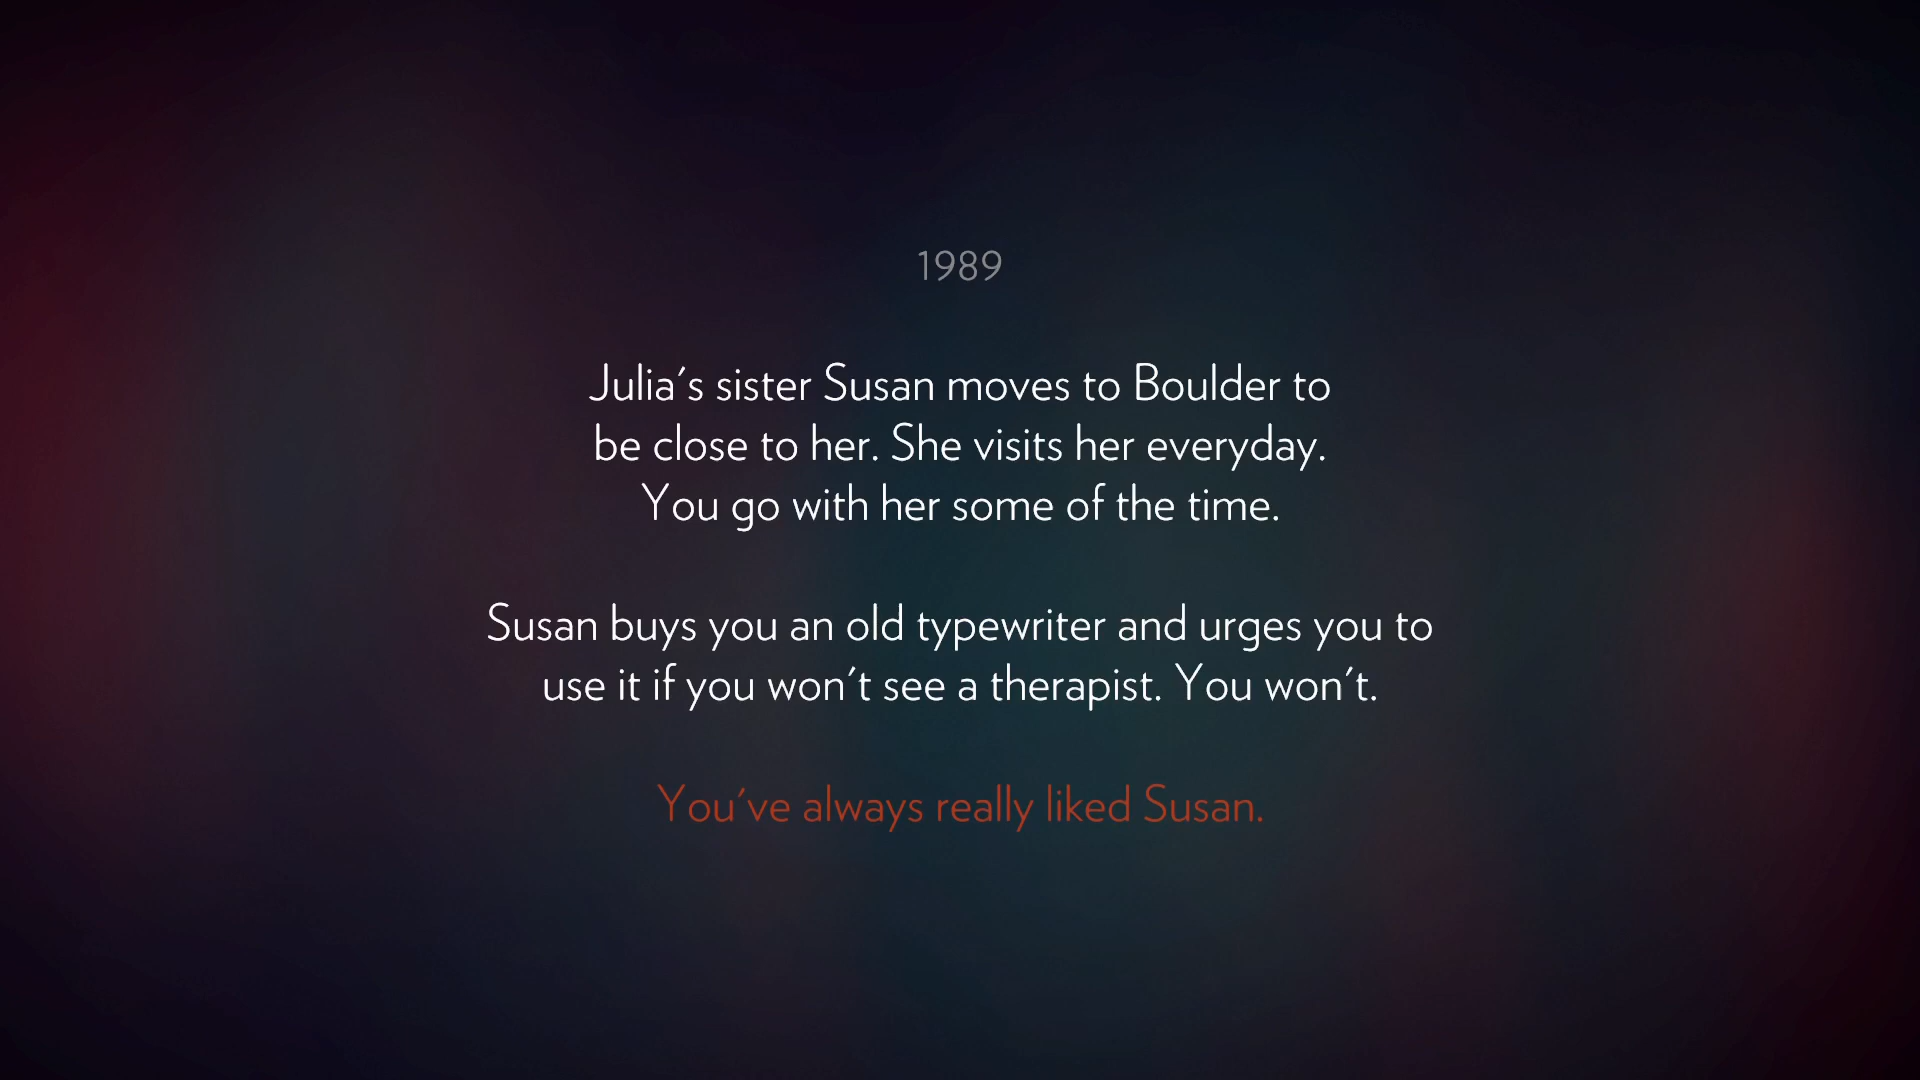 1989
Julia's sister Susan moves to Boulder to
be close to her. She visits her everyday.
You go with her some of the time.
Susan buys you an old typewriter and urges you to
use it if you won't see a therapist. You won't.
You've always really liked Susan.